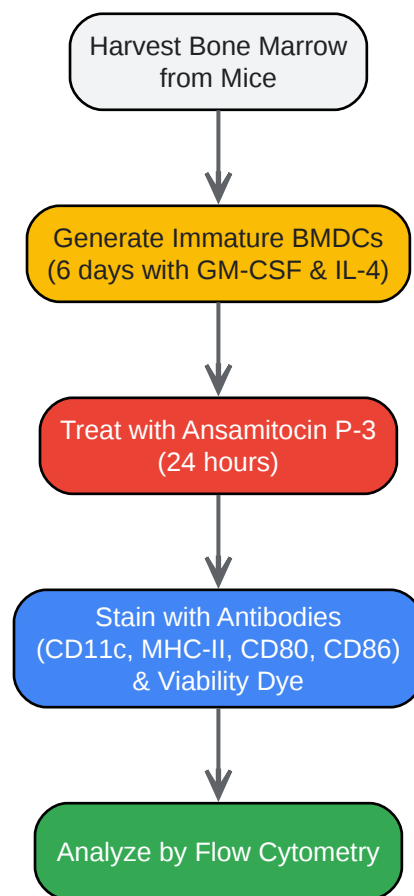 Harvest Bone Marrow
from Mice
Generate Immature BMDCs
(6 days with GM-CSF & IL-4)
Treat with Ansamitocin P-3
(24 hours)
Stain with Antibodies
(CD11c, MHC-II, CD80, CD86)
& Viability Dye
Analyze by Flow Cytometry